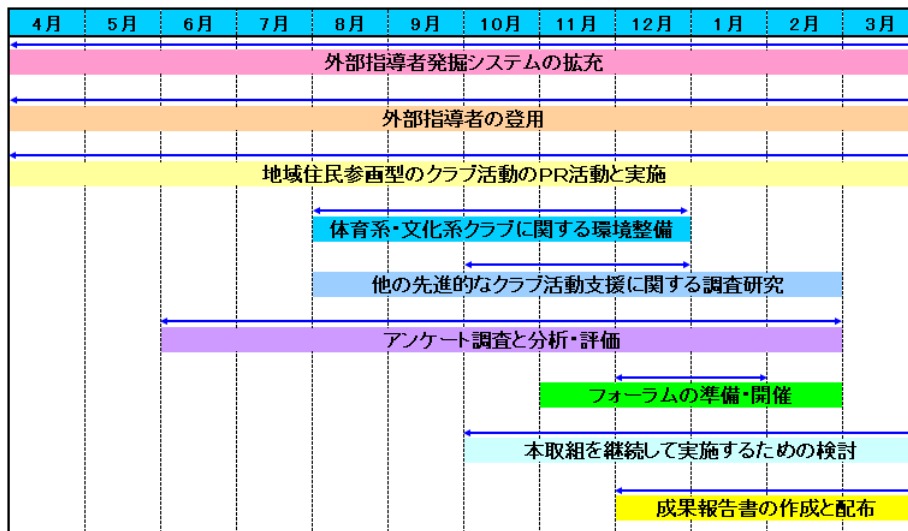 4月 5月 6月 7月 8月 9月 10月 11月 12月 1月 2月 3月
外部指導者発掘システムの拡充
外部指導者の登用
地域住民参画型のクラブ活動のPR活動と実施
体育系・文化系クラブに関する環境整備
他の先進的なクラブ活動支援に関する調査研究
アンケート調査と分析・評価
フォーラムの準備・開催
本取組を継続して実施するための検討
成果報告書の作成と配布